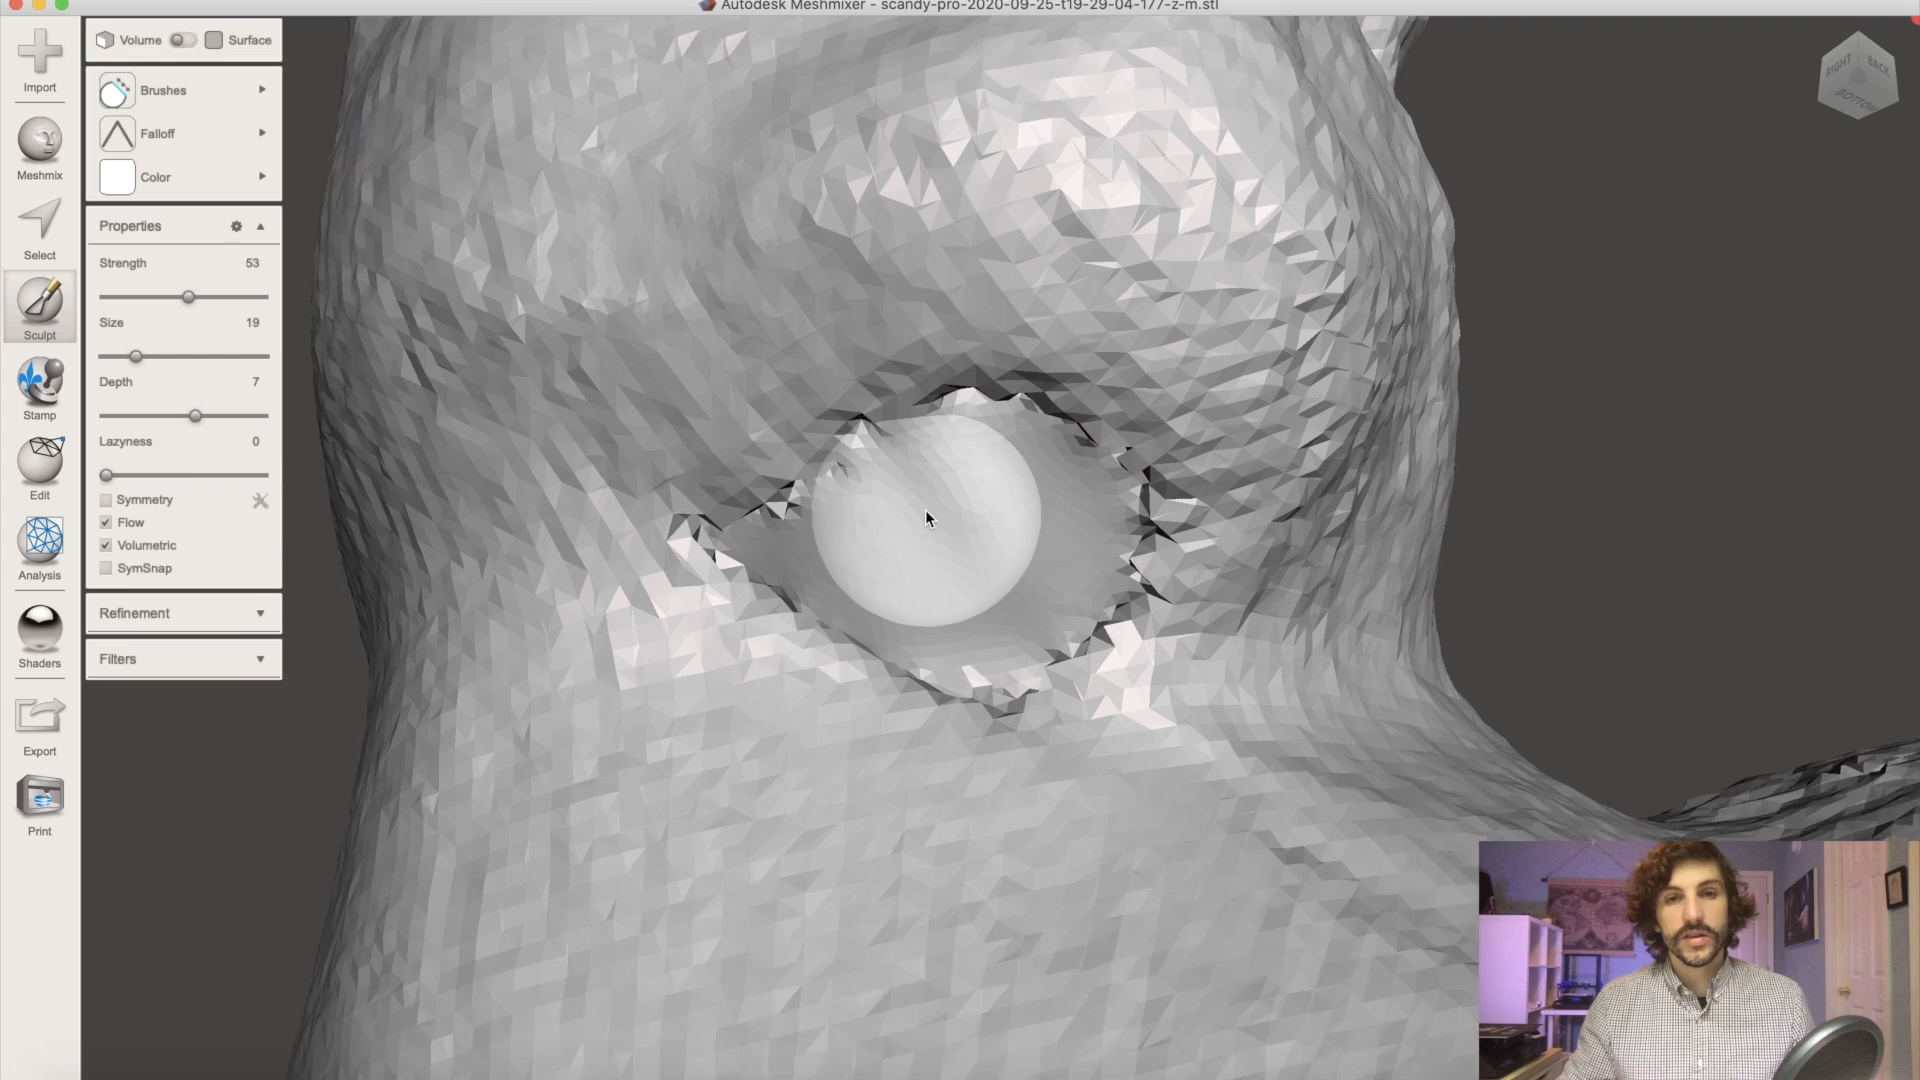 Autodesk Meshmixer - scandy-pro-2020-09-25-t19-29-04-177-z-m.stl
Volume Surface
Import
Meshmix
Select
Sculpt
Stamp
Edit
Analysis
Shaders
Export
Print
Brushes
Falloff
Color
Properties
Strength 53
Size 19
Depth 7
Lazyness 0
Symmetry
Flow
Volumetric
SymSnap
Refinement
Filters
RIGHT BACK
BOTTOM